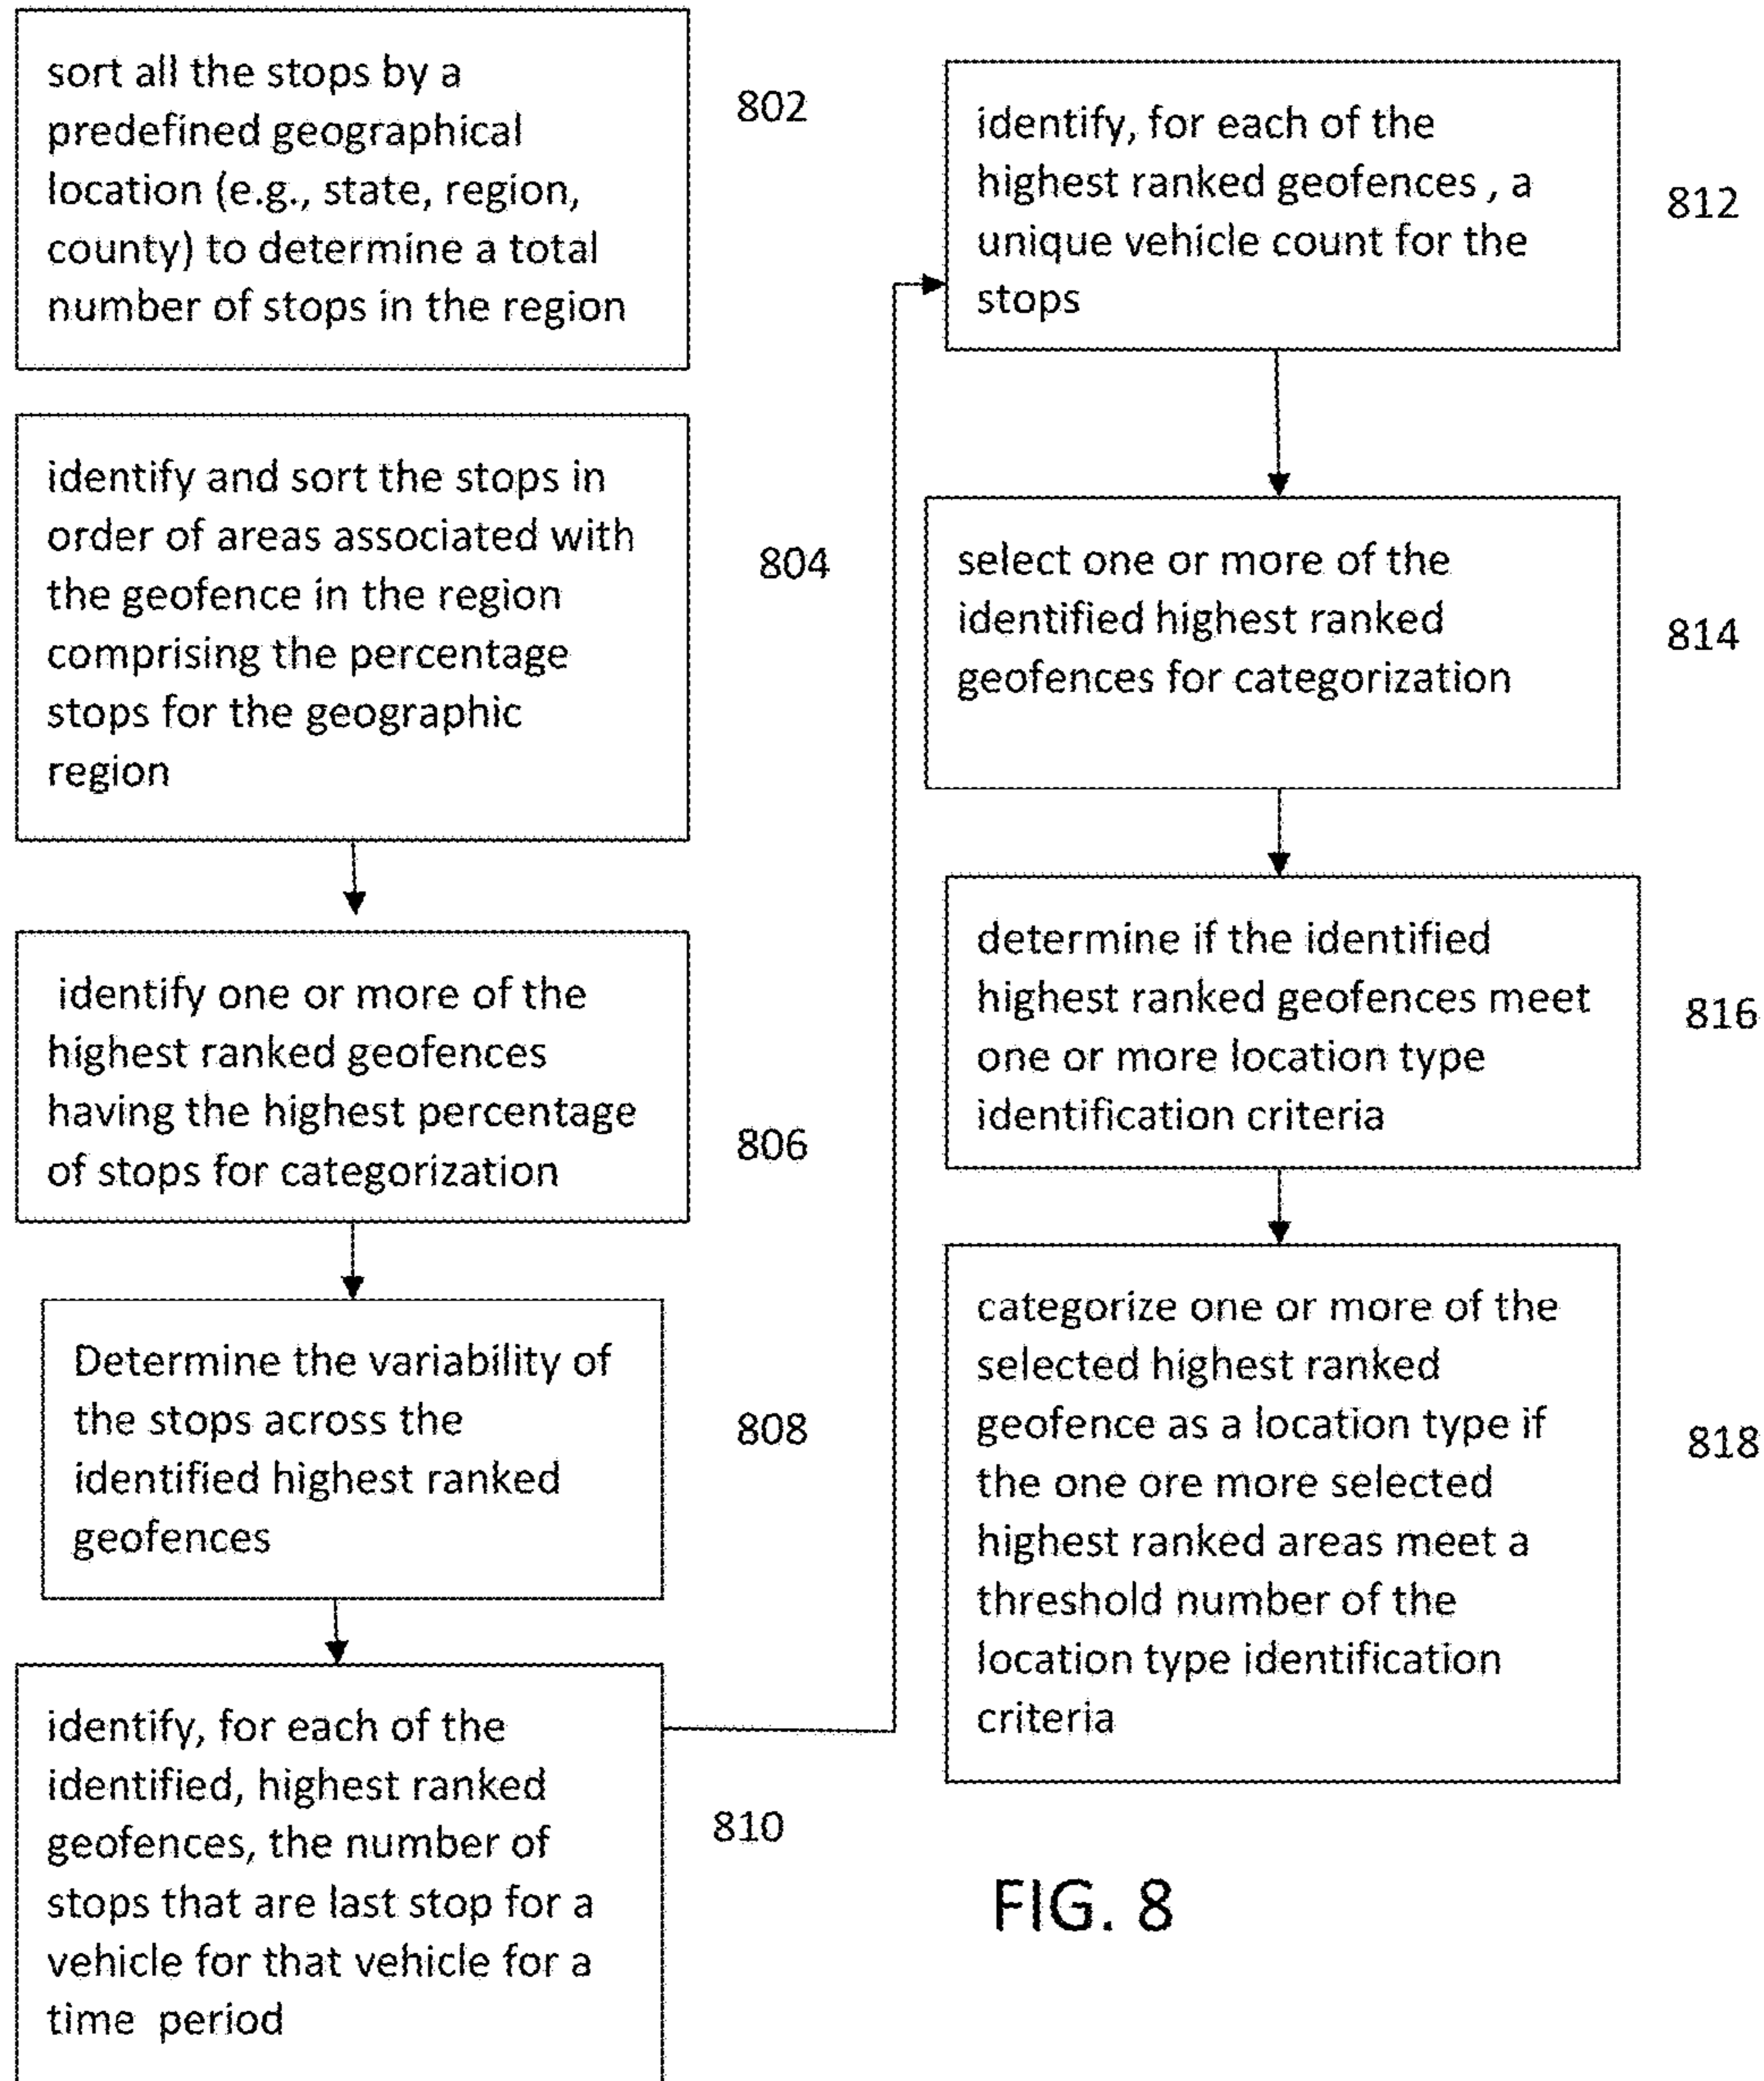 sort all the stops by a
predefined geographical
location (e.g., state, region,
county) to determine a total
number of stops in the region
802
identify and sort the stops in
order of areas associated with
the geofence in the region
comprising the percentage
stops for the geographic
region
804
identify one or more of the
highest ranked geofences
having the highest percentage
of stops for categorization
806
Determine the variability of
the stops across the
identified highest ranked
geofences
808
identify, for each of the
identified, highest ranked
geofences, the number of
stops that are last stop for a
vehicle for that vehicle for a
time period
810
identify, for each of the
highest ranked geofences , a
unique vehicle count for the
stops
812
select one or more of the
identified highest ranked
geofences for categorization
814
determine if the identified
highest ranked geofences meet
one or more location type
identification criteria
816
categorize one or more of the
selected highest ranked
geofence as a location type if
the one ore more selected
highest ranked areas meet a
threshold number of the
location type identification
criteria
818
FIG. 8